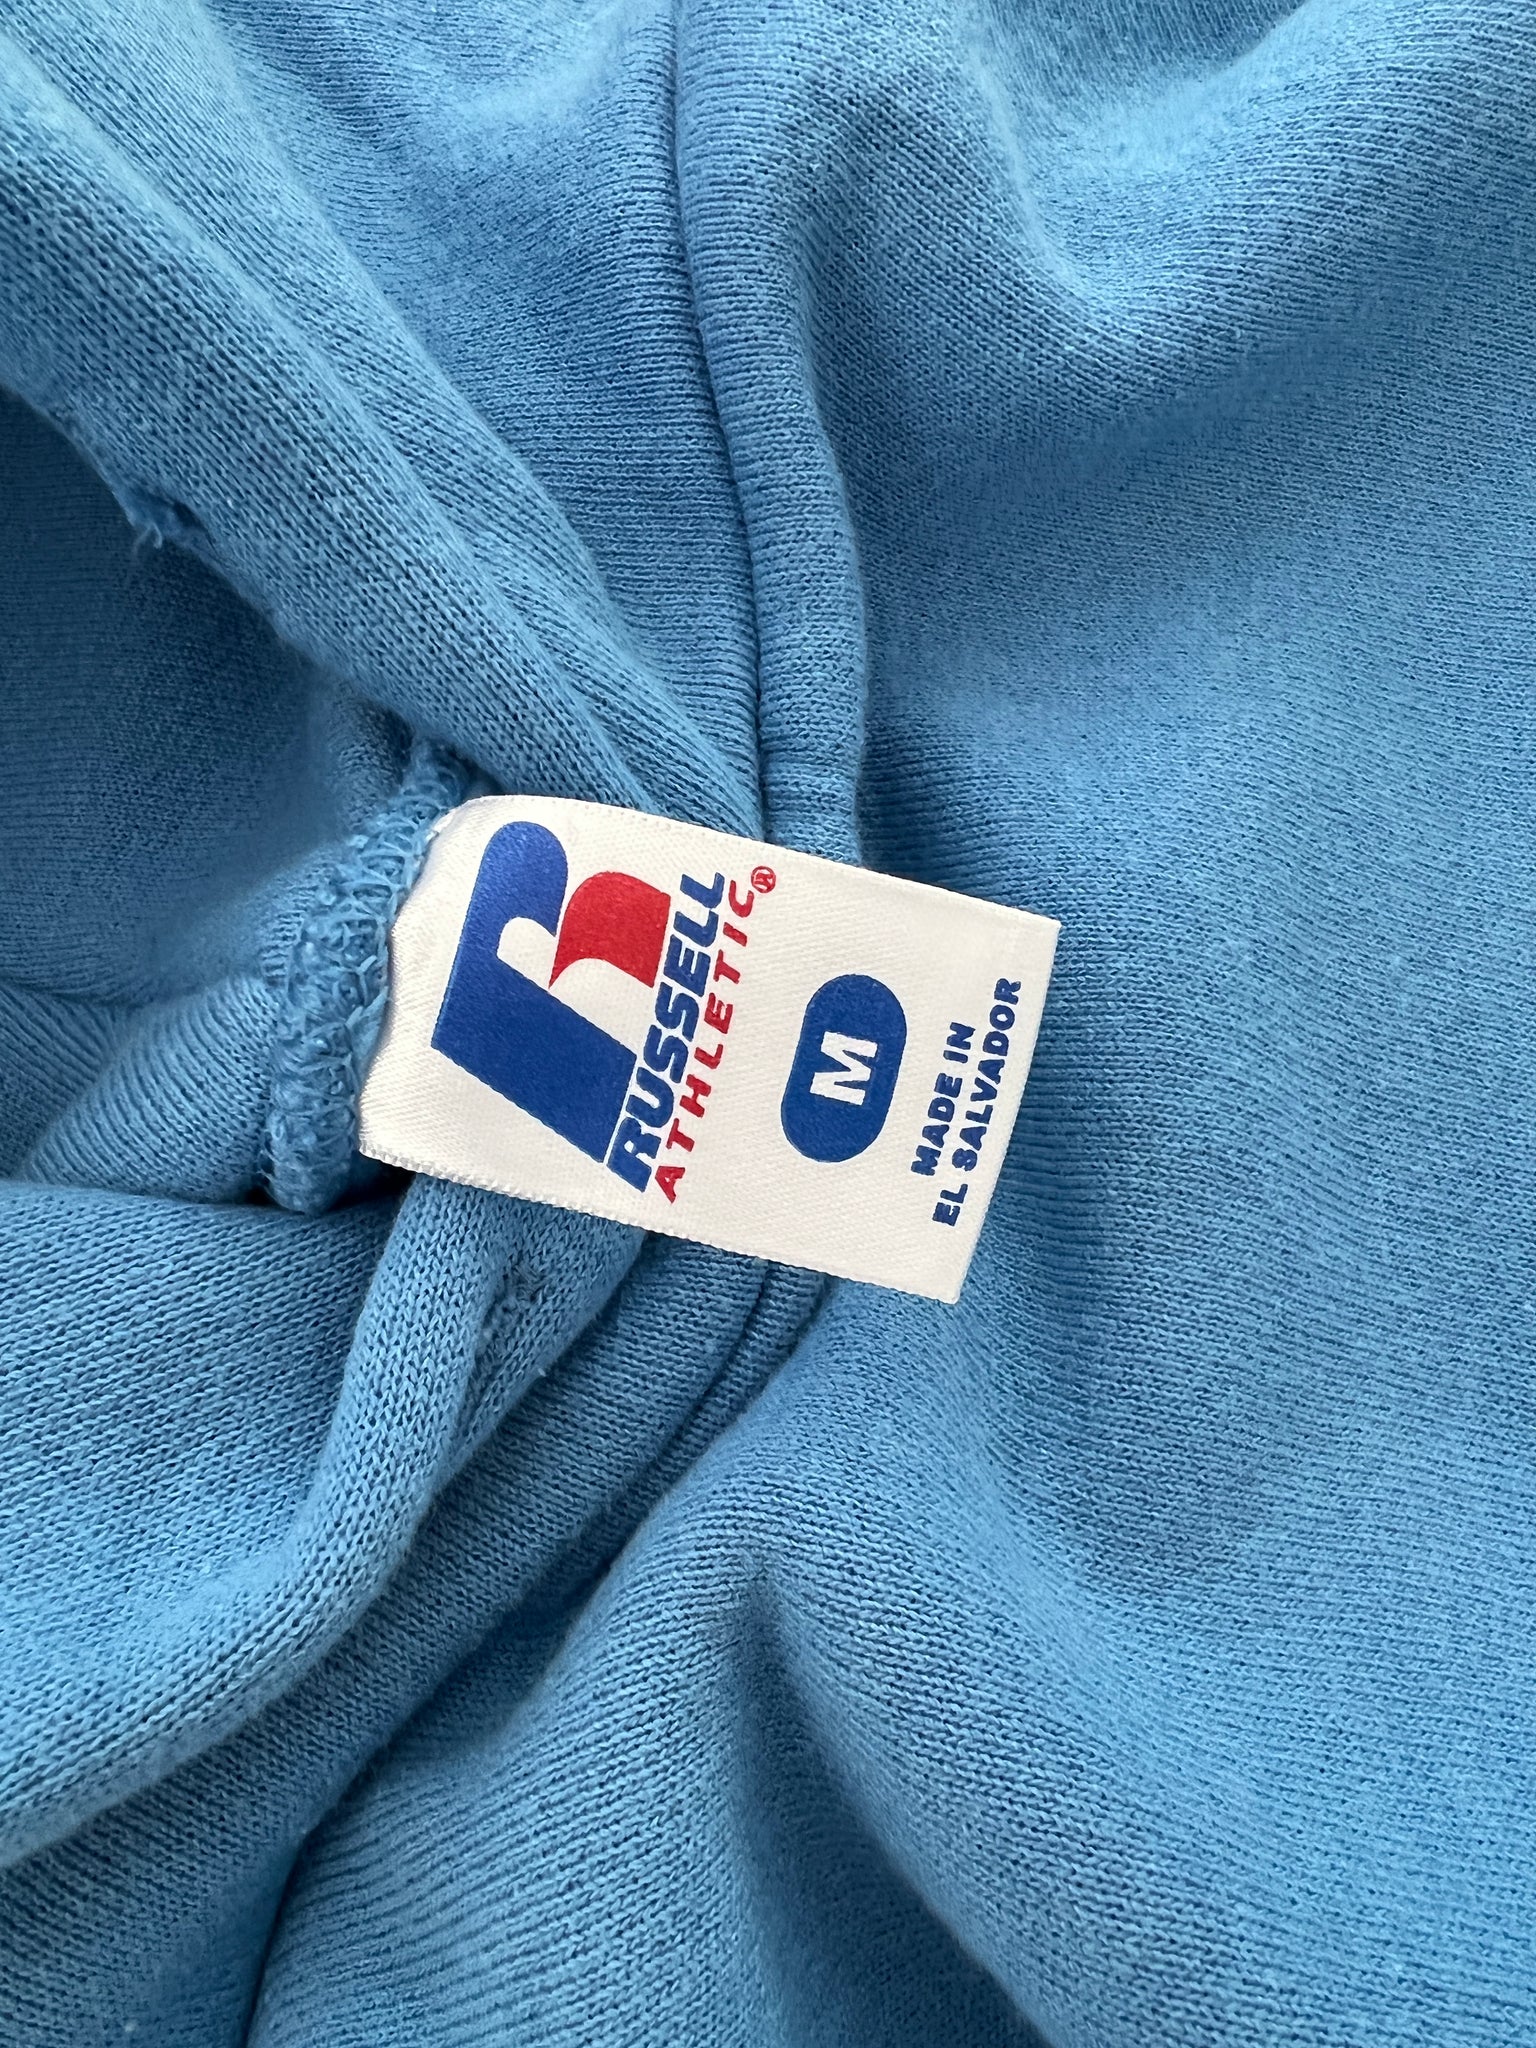 RUSSELL
ATHLETIC®
M
MADE IN
EL SALVADOR